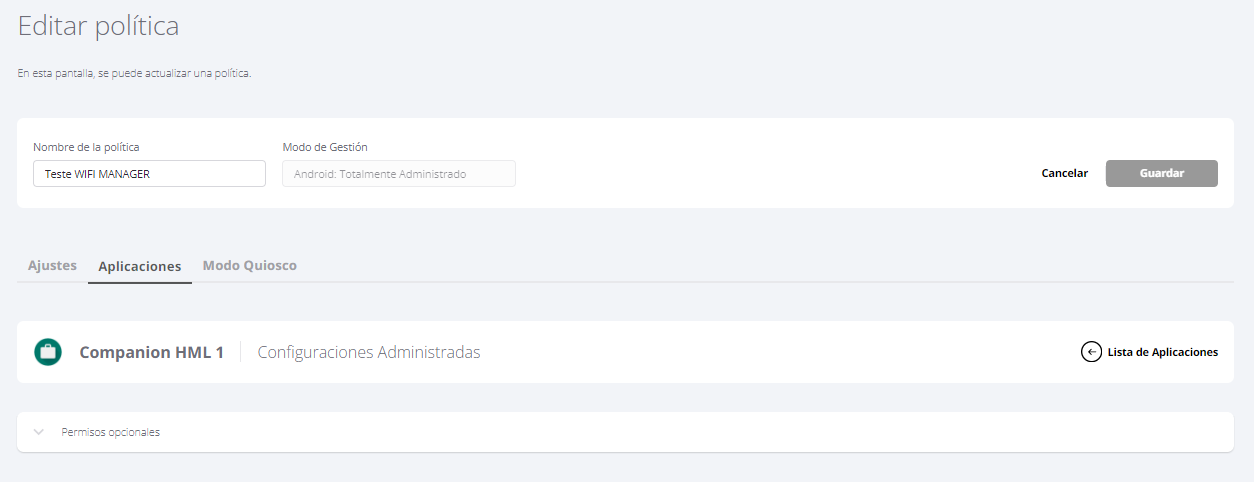 Editar política
En esta pantalla, se puede actualizar una política.
Nombre de la política
Modo de Gestión
Teste WIFI MANAGER
Android: Totalmente Administrado
Cancelar
Guardar
Ajustes
Aplicaciones
Modo Quiosco
Companion HML 1
Configuraciones Administradas
Lista de Aplicaciones
Permisos opcionales